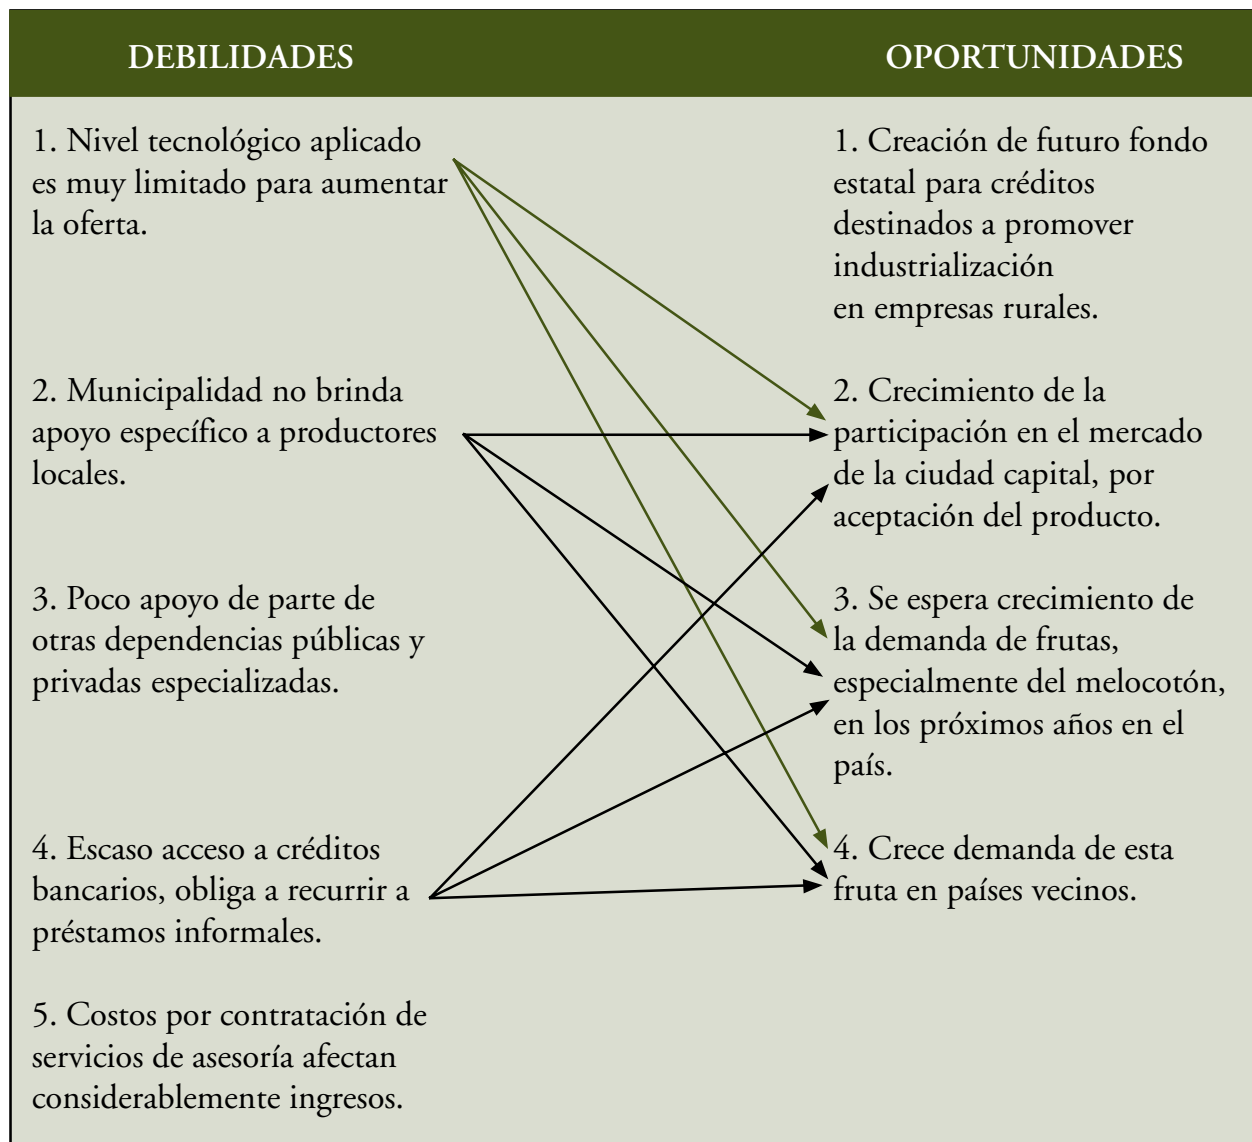 DEBILIDADES
1. Nivel tecnológico aplicado
es muy limitado para aumentar
la oferta.
2. Municipalidad no brinda
apoyo específico a productores
locales.
3. Poco apoyo de parte de
otras dependencias públicas y
privadas especializadas.
4. Escaso acceso a créditos
bancarios, obliga a recurrir a
préstamos informales.
5. Costos por contratación de
servicios de asesoría afectan
considerablemente ingresos.
OPORTUNIDADES
1. Creación de futuro fondo
estatal para créditos
destinados a promover
industrialización
en empresas rurales.
2. Crecimiento de la
participación en el mercado
de la ciudad capital, por
aceptación del producto.
3. Se espera crecimiento de
la demanda de frutas,
especialmente del melocotón,
en los próximos años en el
país.
4. Crece demanda de esta
fruta en países vecinos.